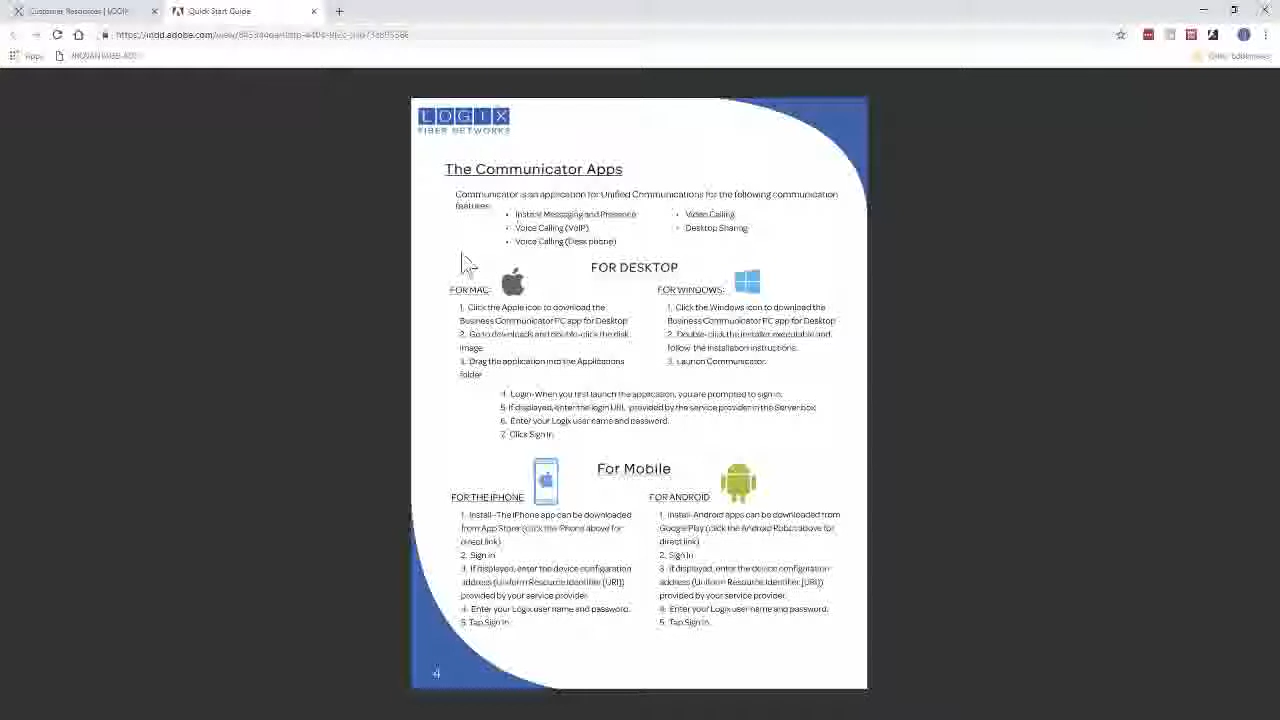 Customer Resources | LOGIX
Quick Start Guide
Apps
Other bookmarks
LOGIX
FIBER NETWORKS
The Communicator Apps
Communicator is an application for Unified Communications for the following communication
features:
• Instant Messaging and Presence
• Voice Calling (VoIP)
• Voice Calling (Desk phone)
• Video Calling
• Desktop Sharing
FOR DESKTOP
FOR MAC:
1. Click the Apple icon to download the
Business Communicator PC app for Desktop
2. Go to downloads and double-click the disk
image.
3. Drag the application into the Applications
folder
FOR WINDOWS:
1. Click the Windows icon to download the
Business Communicator PC app for Desktop
2. Double-click the installer executable and
follow the installation instructions.
3. Launch Communicator.
4. Login-When you first launch the application, you are prompted to sign in.
5. If displayed, enter the login URL provided by the service provider in the Server box
6. Enter your Logix user name and password.
7. Click Sign In
For Mobile
FOR THE IPHONE
1. Install-The iPhone app can be downloaded
from App Store (click the iPhone above for
direct link)
2. Sign in
3. If displayed, enter the device configuration
address (Uniform Resource Identifier [URI])
provided by your service provider.
4. Enter your Logix user name and password.
5. Tap Sign In
FOR ANDROID
1. Install-Android apps can be downloaded from
Google Play (click the Android Robot above for
direct link)
2. Sign In
3. If displayed, enter the device configuration
address (Uniform Resource Identifier [URI])
provided by your service provider.
4. Enter your Logix user name and password.
5. Tap Sign In.
4